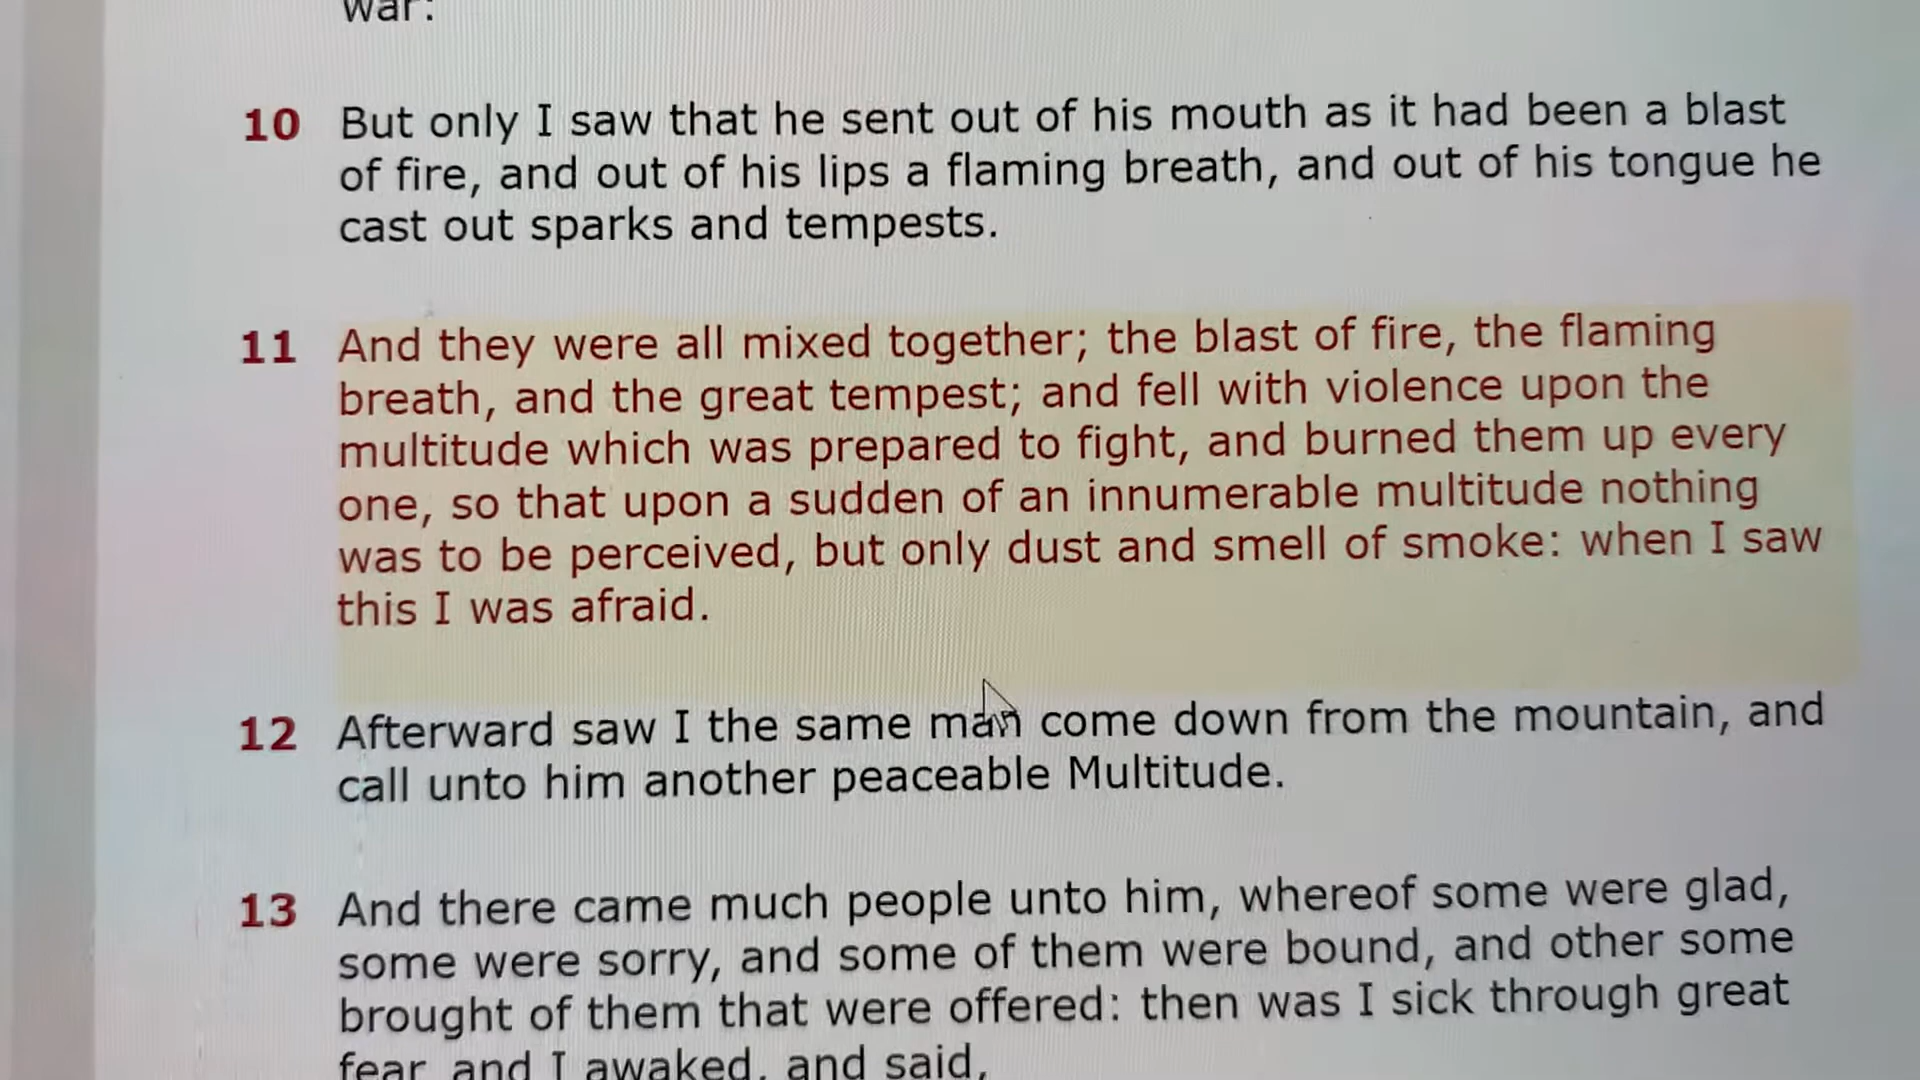 war:
10 But only I saw that he sent out of his mouth as it had been a blast
of fire, and out of his lips a flaming breath, and out of his tongue he
cast out sparks and tempests.
11 And they were all mixed together; the blast of fire, the flaming
breath, and the great tempest; and fell with violence upon the
multitude which was prepared to fight, and burned them up every
one, so that upon a sudden of an innumerable multitude nothing
was to be perceived, but only dust and smell of smoke: when I saw
this I was afraid.
12 Afterward saw I the same man come down from the mountain, and
call unto him another peaceable Multitude.
13 And there came much people unto him, whereof some were glad,
some were sorry, and some of them were bound, and other some
brought of them that were offered: then was I sick through great
fear, and I awaked, and said,